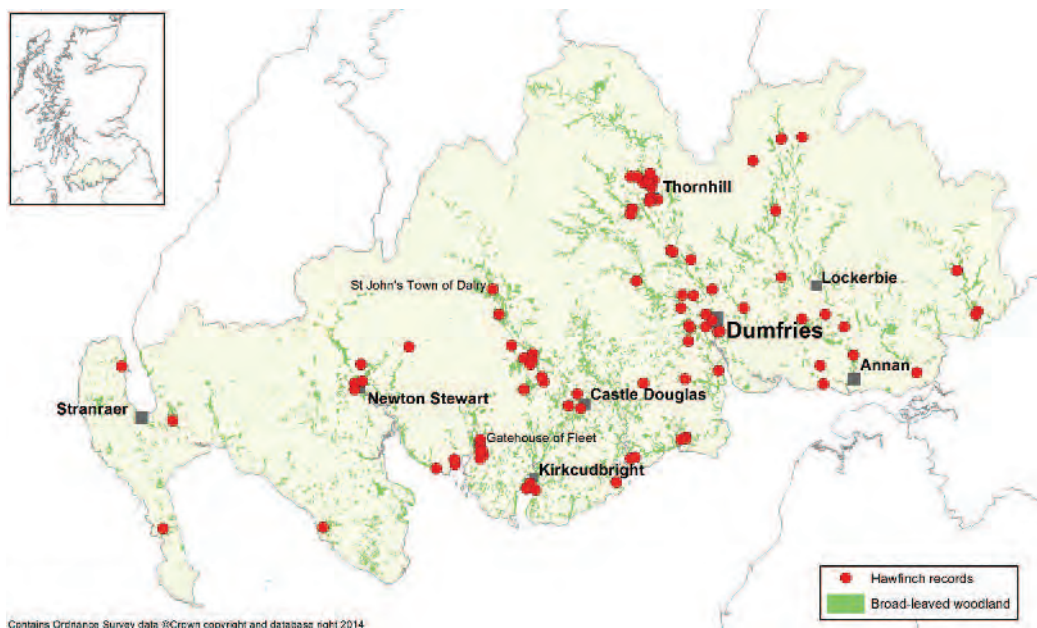 Thornhill
St John's Town of Dalry
Lockerbie
Dumfries
Annan
Newton Stewart
Castle Douglas
Stranraer
Gatehouse of Fleet
Kirkcudbright
Hawfinch records
Broad-leaved woodland
Contains Ordnance Survey data ©Crown copyright and database right 2014